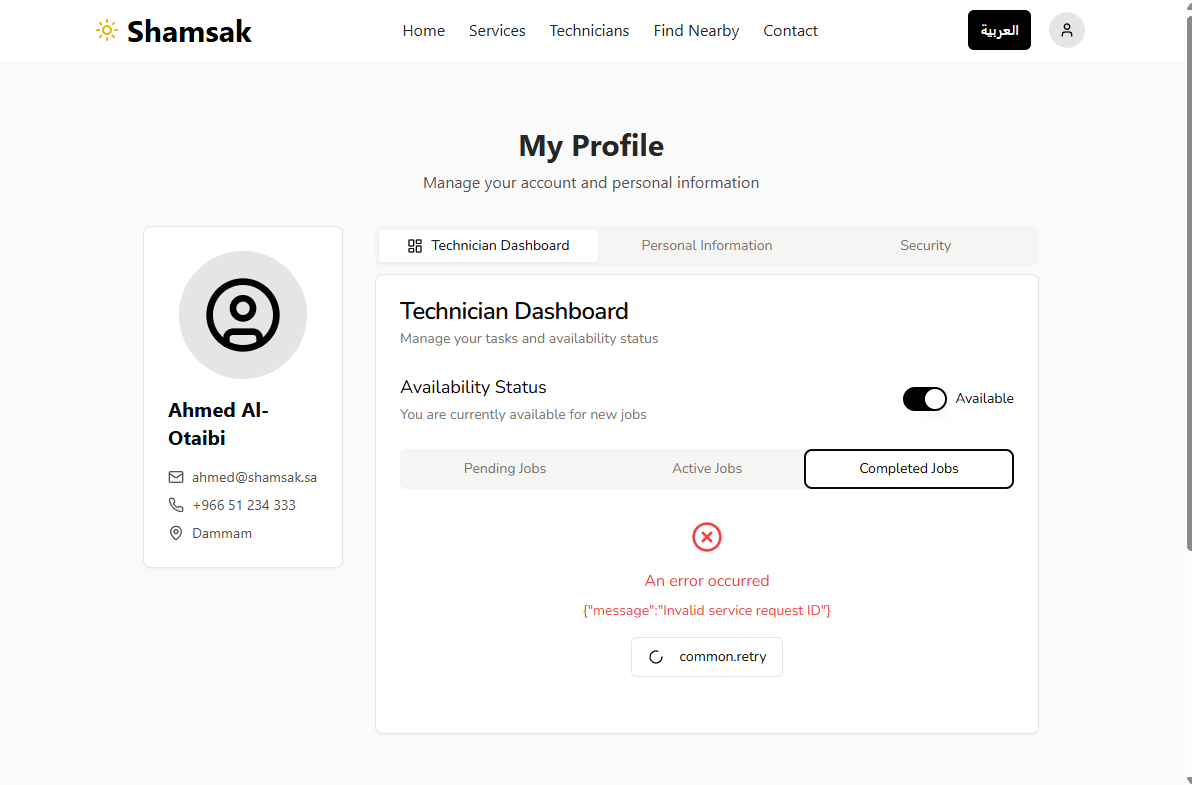 Shamsak
Home Services Technicians Find Nearby Contact العربية
My Profile
Manage your account and personal information
Ahmed Al-
Otaibi
ahmed@shamsak.sa
+966 51 234 333
Dammam
Technician Dashboard Personal Information Security
Technician Dashboard
Manage your tasks and availability status
Availability Status
You are currently available for new jobs
Available
Pending Jobs Active Jobs Completed Jobs
An error occurred
{"message":"Invalid service request ID"}
common.retry